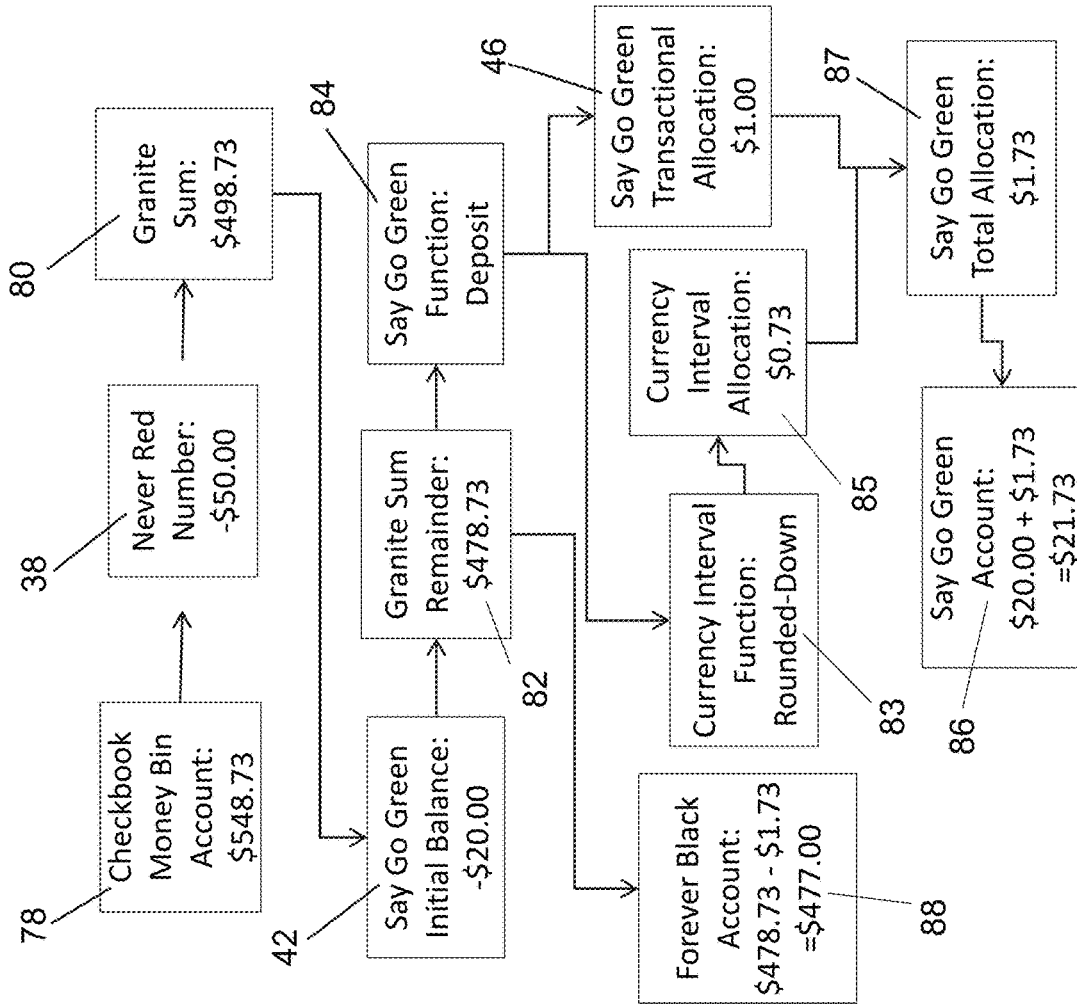 78
Checkbook
Money Bin
Account:
$548.73
38
Never Red
Number:
-$50.00
80
Granite
Sum:
$498.73
42
Say Go Green
Initial Balance:
-$20.00
82
Granite Sum
Remainder:
$478.73
84
Say Go Green
Function:
Deposit
88
Forever Black
Account:
$478.73 - $1.73
=$477.00
83
Currency Interval
Function:
Rounded-Down
85
Currency
Interval
Allocation:
$0.73
46
Say Go Green
Transactional
Allocation:
$1.00
86
Say Go Green
Account:
$20.00 + $1.73
=$21.73
87
Say Go Green
Total Allocation:
$1.73